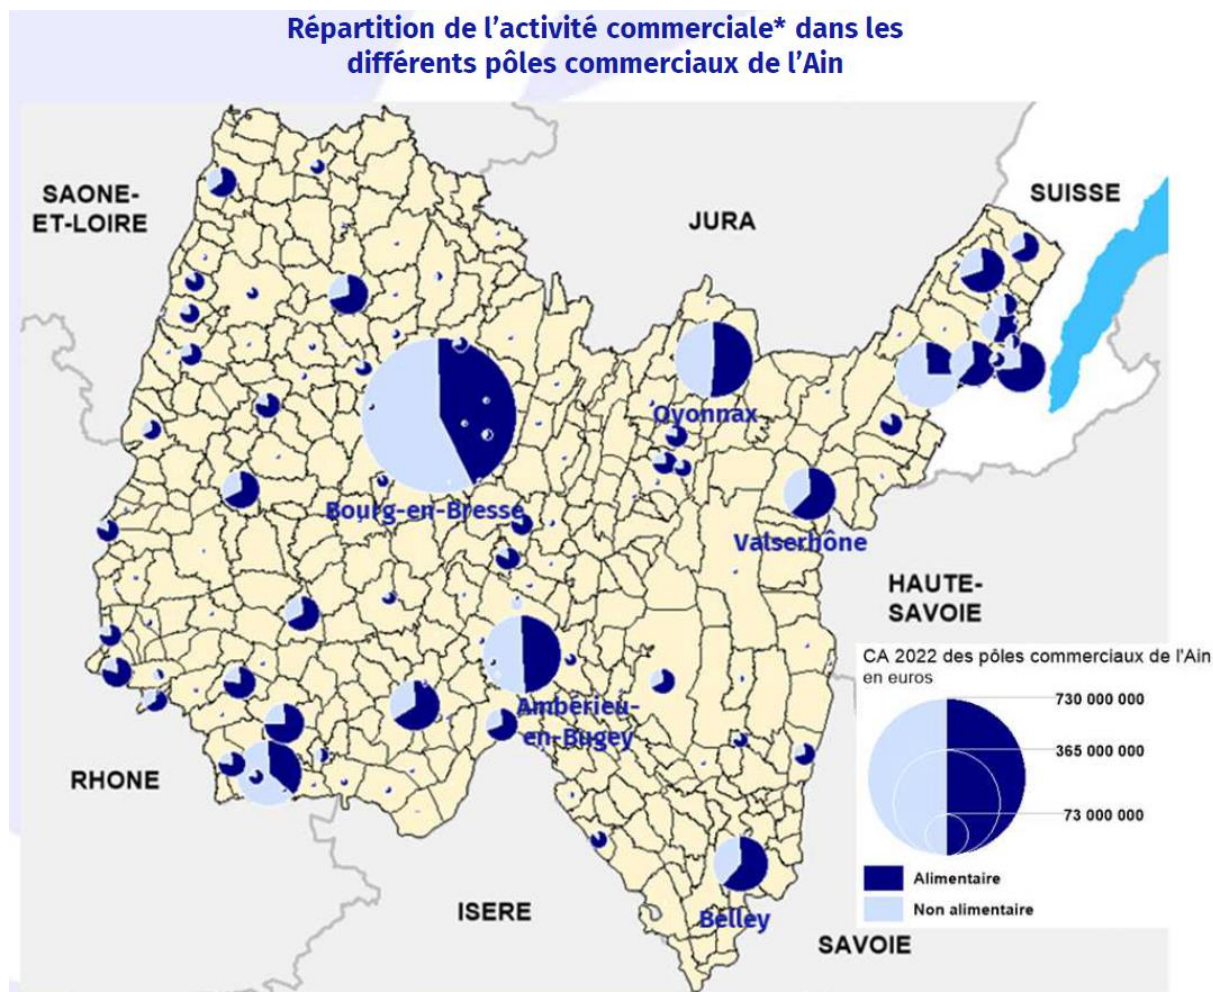 Répartition de l’activité commerciale* dans les
différents pôles commerciaux de l’Ain
SAONE-
ET-LOIRE
JURA
SUISSE
Oyonnax
Bourg-en-Bresse
Valserhône
HAUTE-
SAVOIE
Ambérieu-
en-Bugey
RHONE
ISERE
Belley
SAVOIE
CA 2022 des pôles commerciaux de l'Ain
en euros
730 000 000
365 000 000
73 000 000
Alimentaire
Non alimentaire